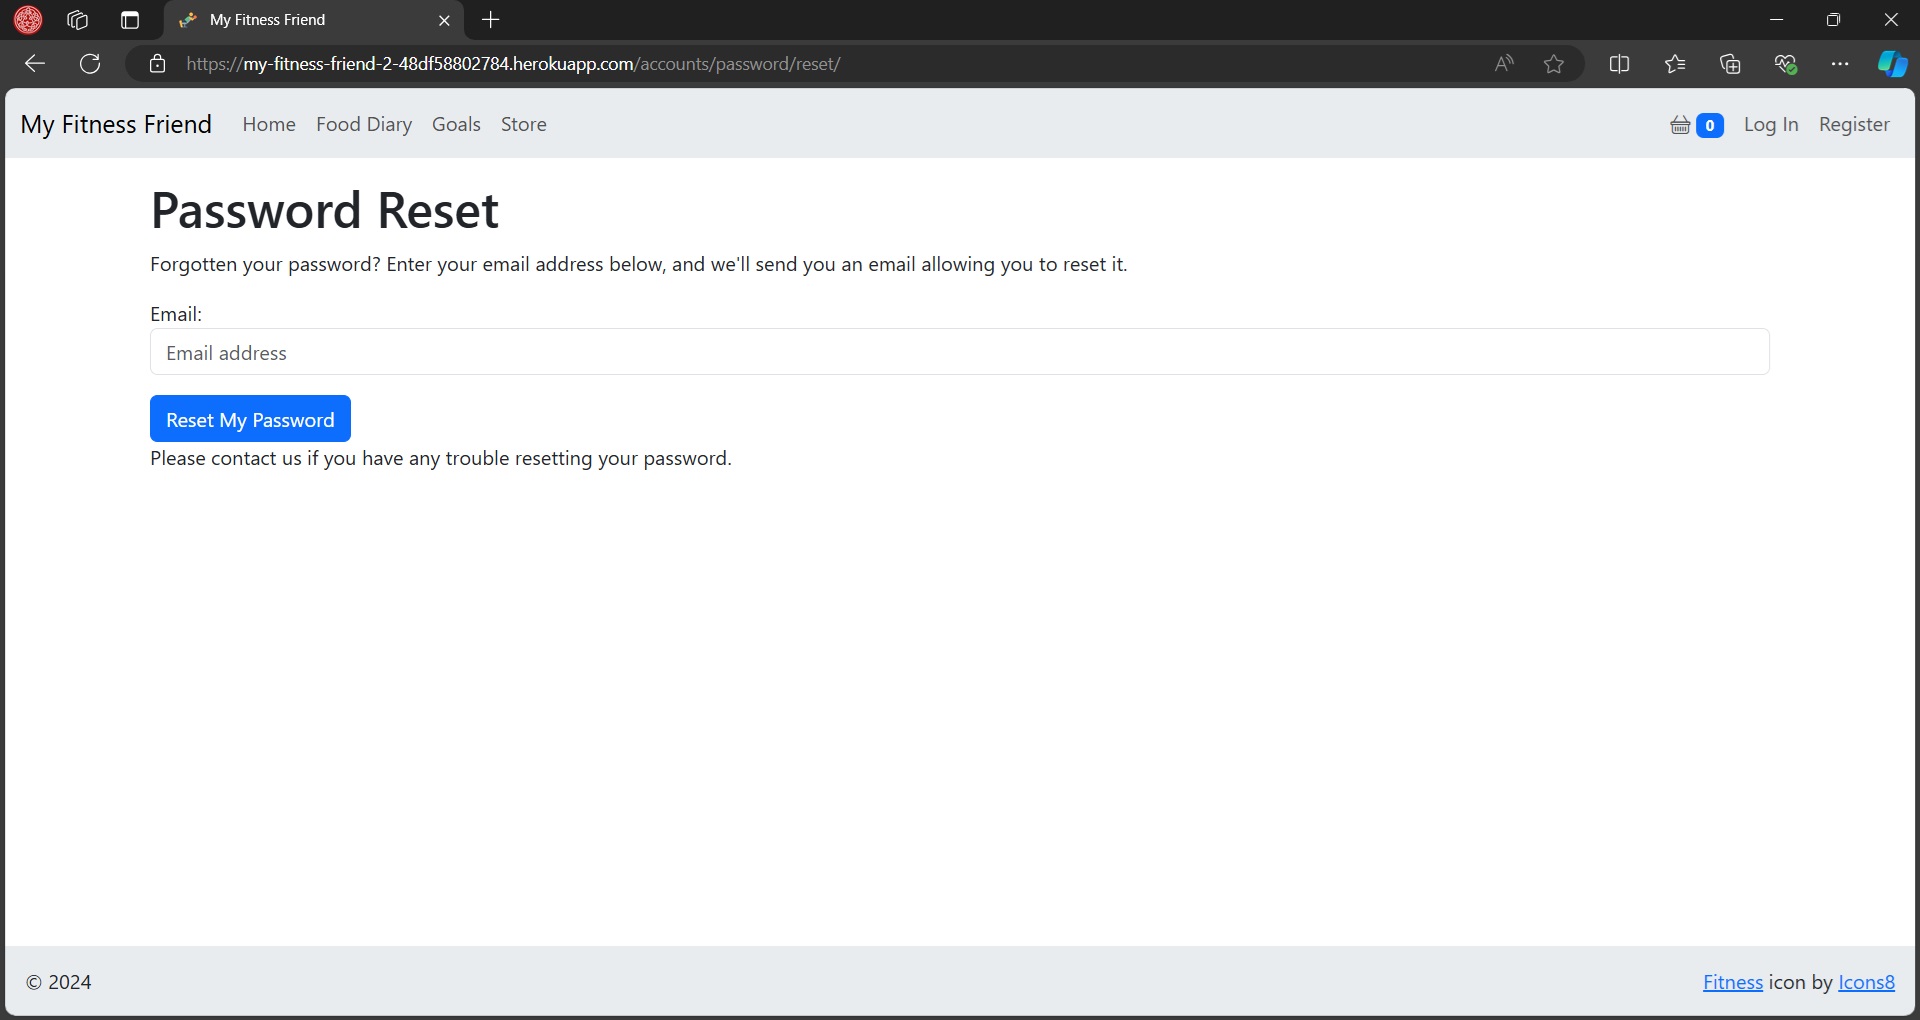 My Fitness Friend
https://my-fitness-friend-2-48df58802784.herokuapp.com/accounts/password/reset/
My Fitness Friend Home Food Diary Goals Store 0 Log In Register
Password Reset
Forgotten your password? Enter your email address below, and we'll send you an email allowing you to reset it.
Email:
Email address
Reset My Password
Please contact us if you have any trouble resetting your password.
© 2024 Fitness icon by Icons8